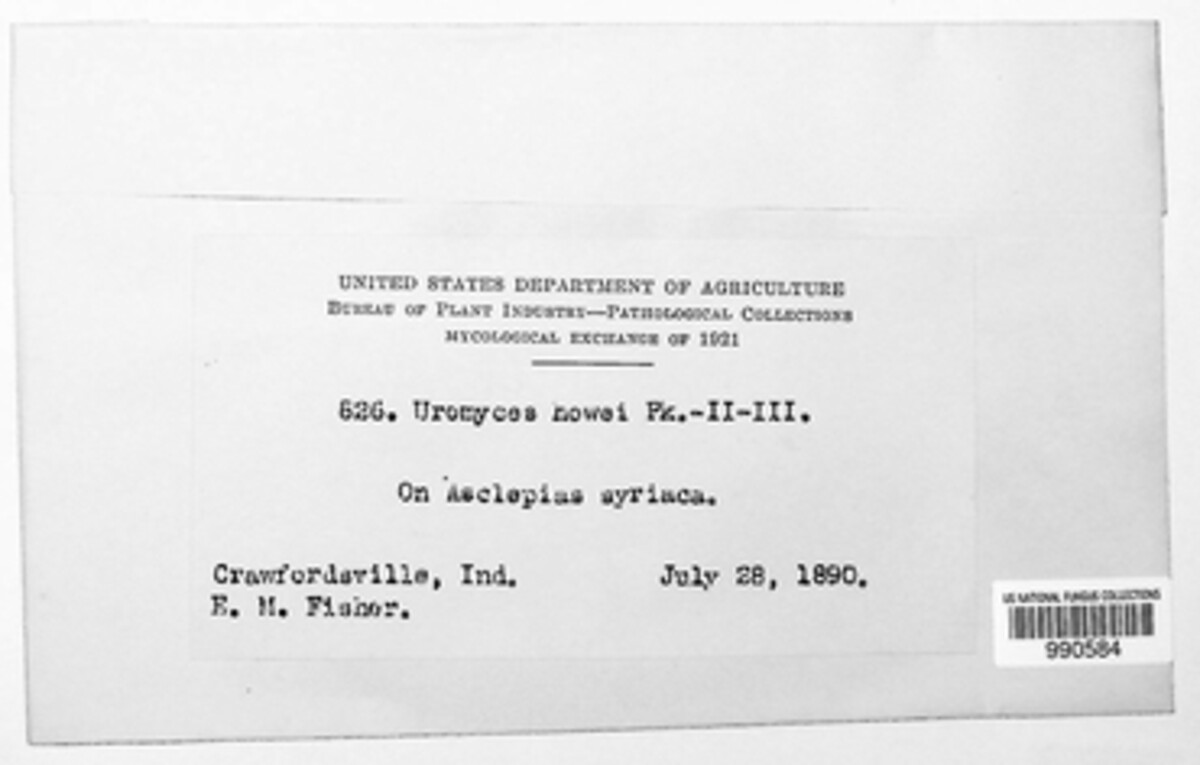 UNITED STATES DEPARTMENT OF AGRICULTURE
BUREAU OF PLANT INDUSTRY—PATHOLOGICAL COLLECTIONS
MYCOLOGICAL EXCHANGE OF 1921
Uromyces howei Pk.-II-III.
On Asclepias syriaca.
Crawfordsville, Ind. July 28, 1890.
E. M. Fisher.
US NATIONAL FUNGUS COLLECTIONS
990584